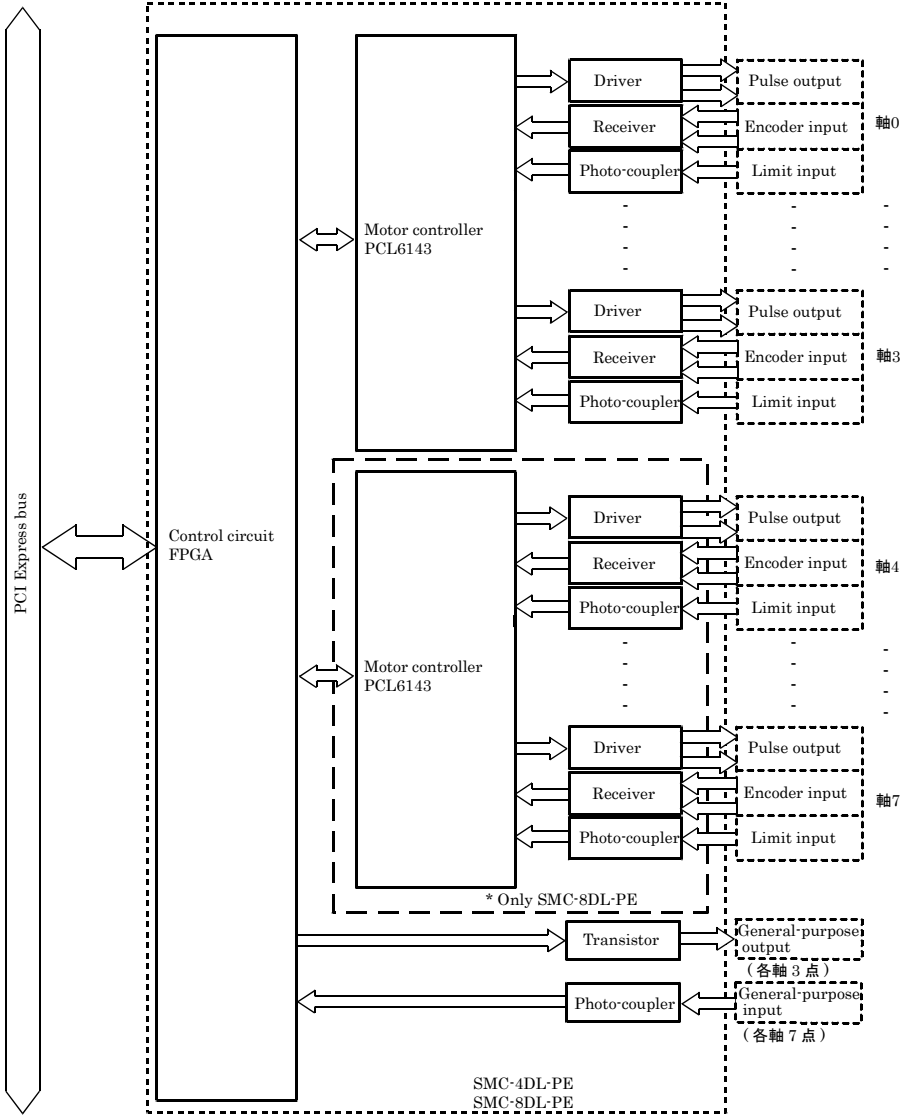 PCI Express bus
Control circuit
FPGA
Motor controller
PCL6143
Driver
Pulse output
Receiver
Encoder input
軸0
Photo-coupler
Limit input
Driver
Pulse output
Receiver
Encoder input
軸3
Photo-coupler
Limit input
Motor controller
PCL6143
Driver
Pulse output
Receiver
Encoder input
軸4
Photo-coupler
Limit input
Driver
Pulse output
Receiver
Encoder input
軸7
Photo-coupler
Limit input
* Only SMC-8DL-PE
Transistor
General-purpose
output
(各軸 3 点)
Photo-coupler
General-purpose
input
(各軸 7 点)
SMC-4DL-PE
SMC-8DL-PE